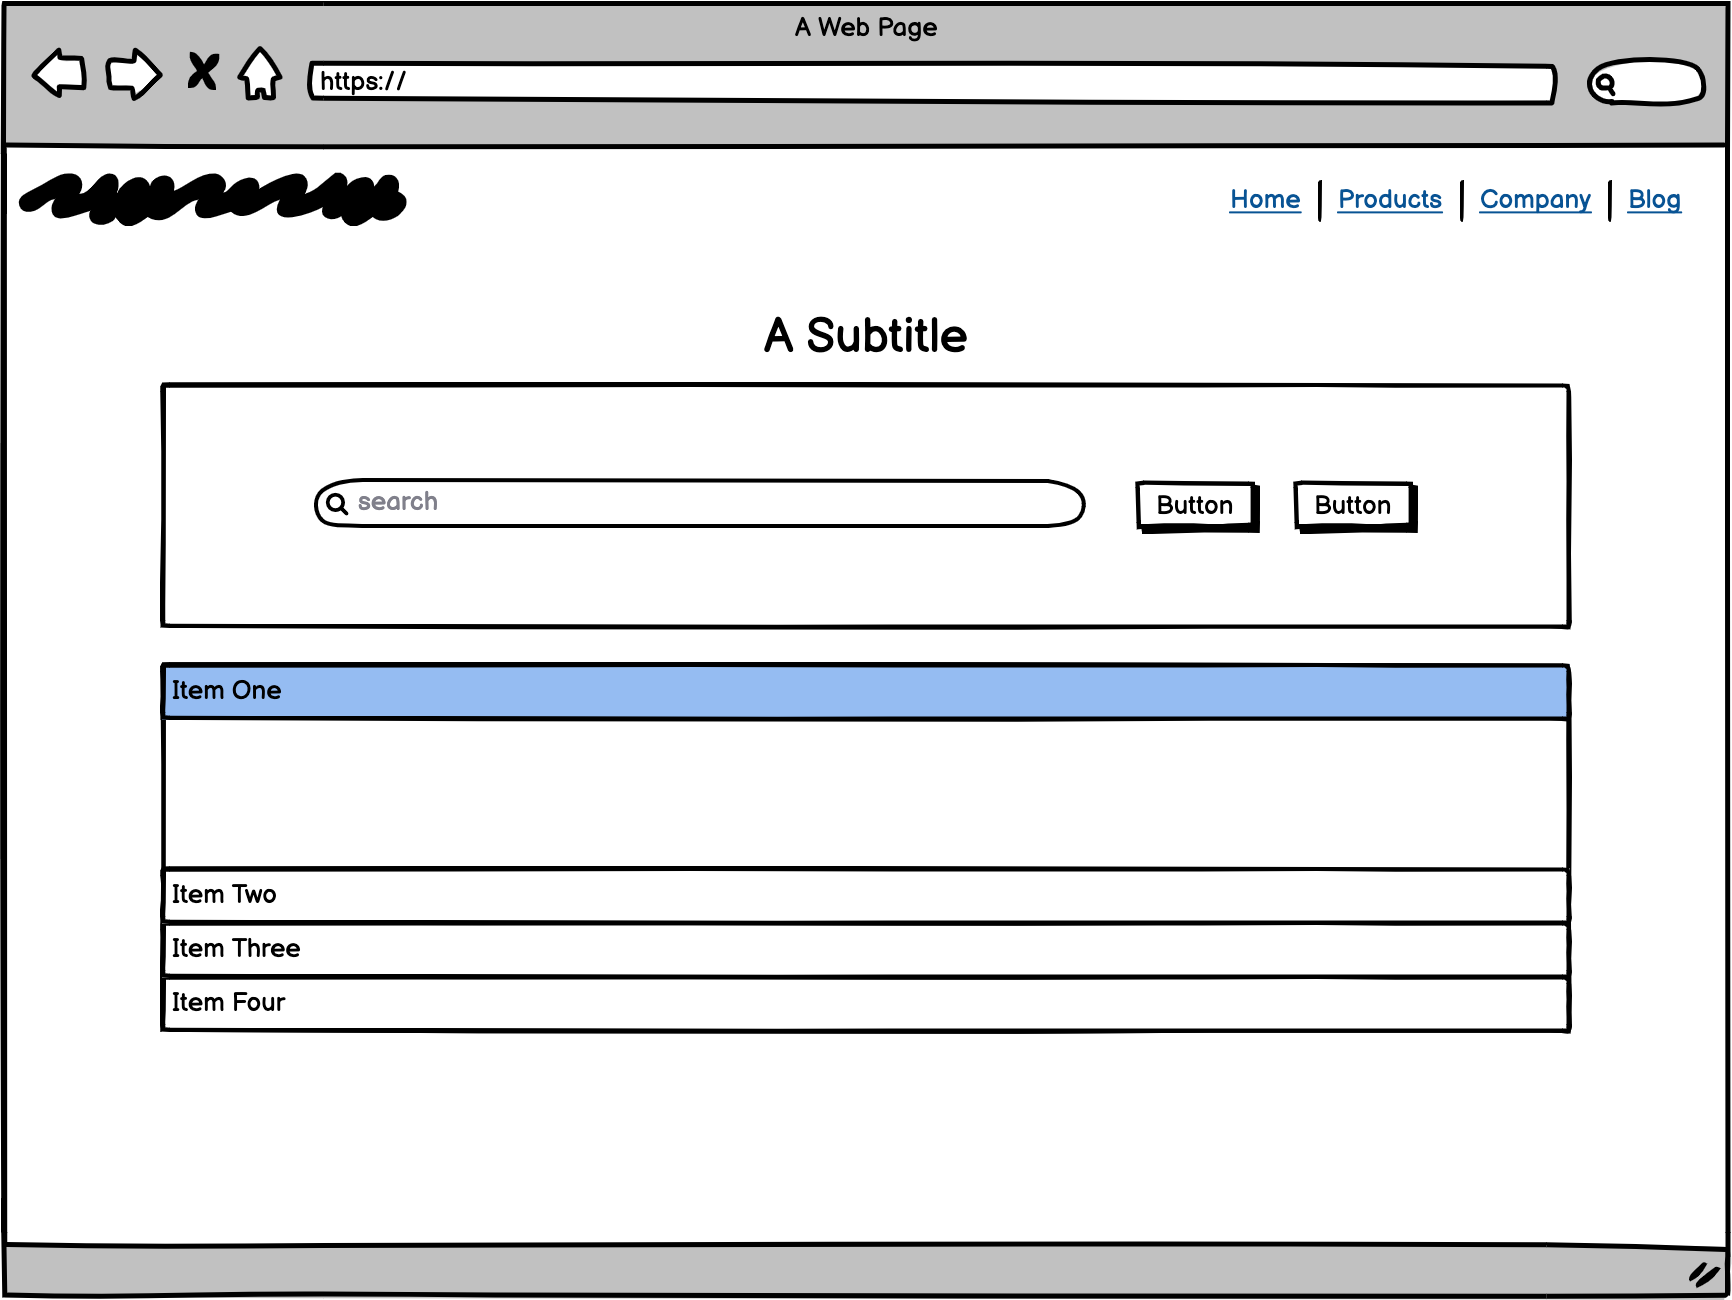 A Web Page
https://
Home Products Company Blog
A Subtitle
search Button Button
Item One
Item Two
Item Three
Item Four